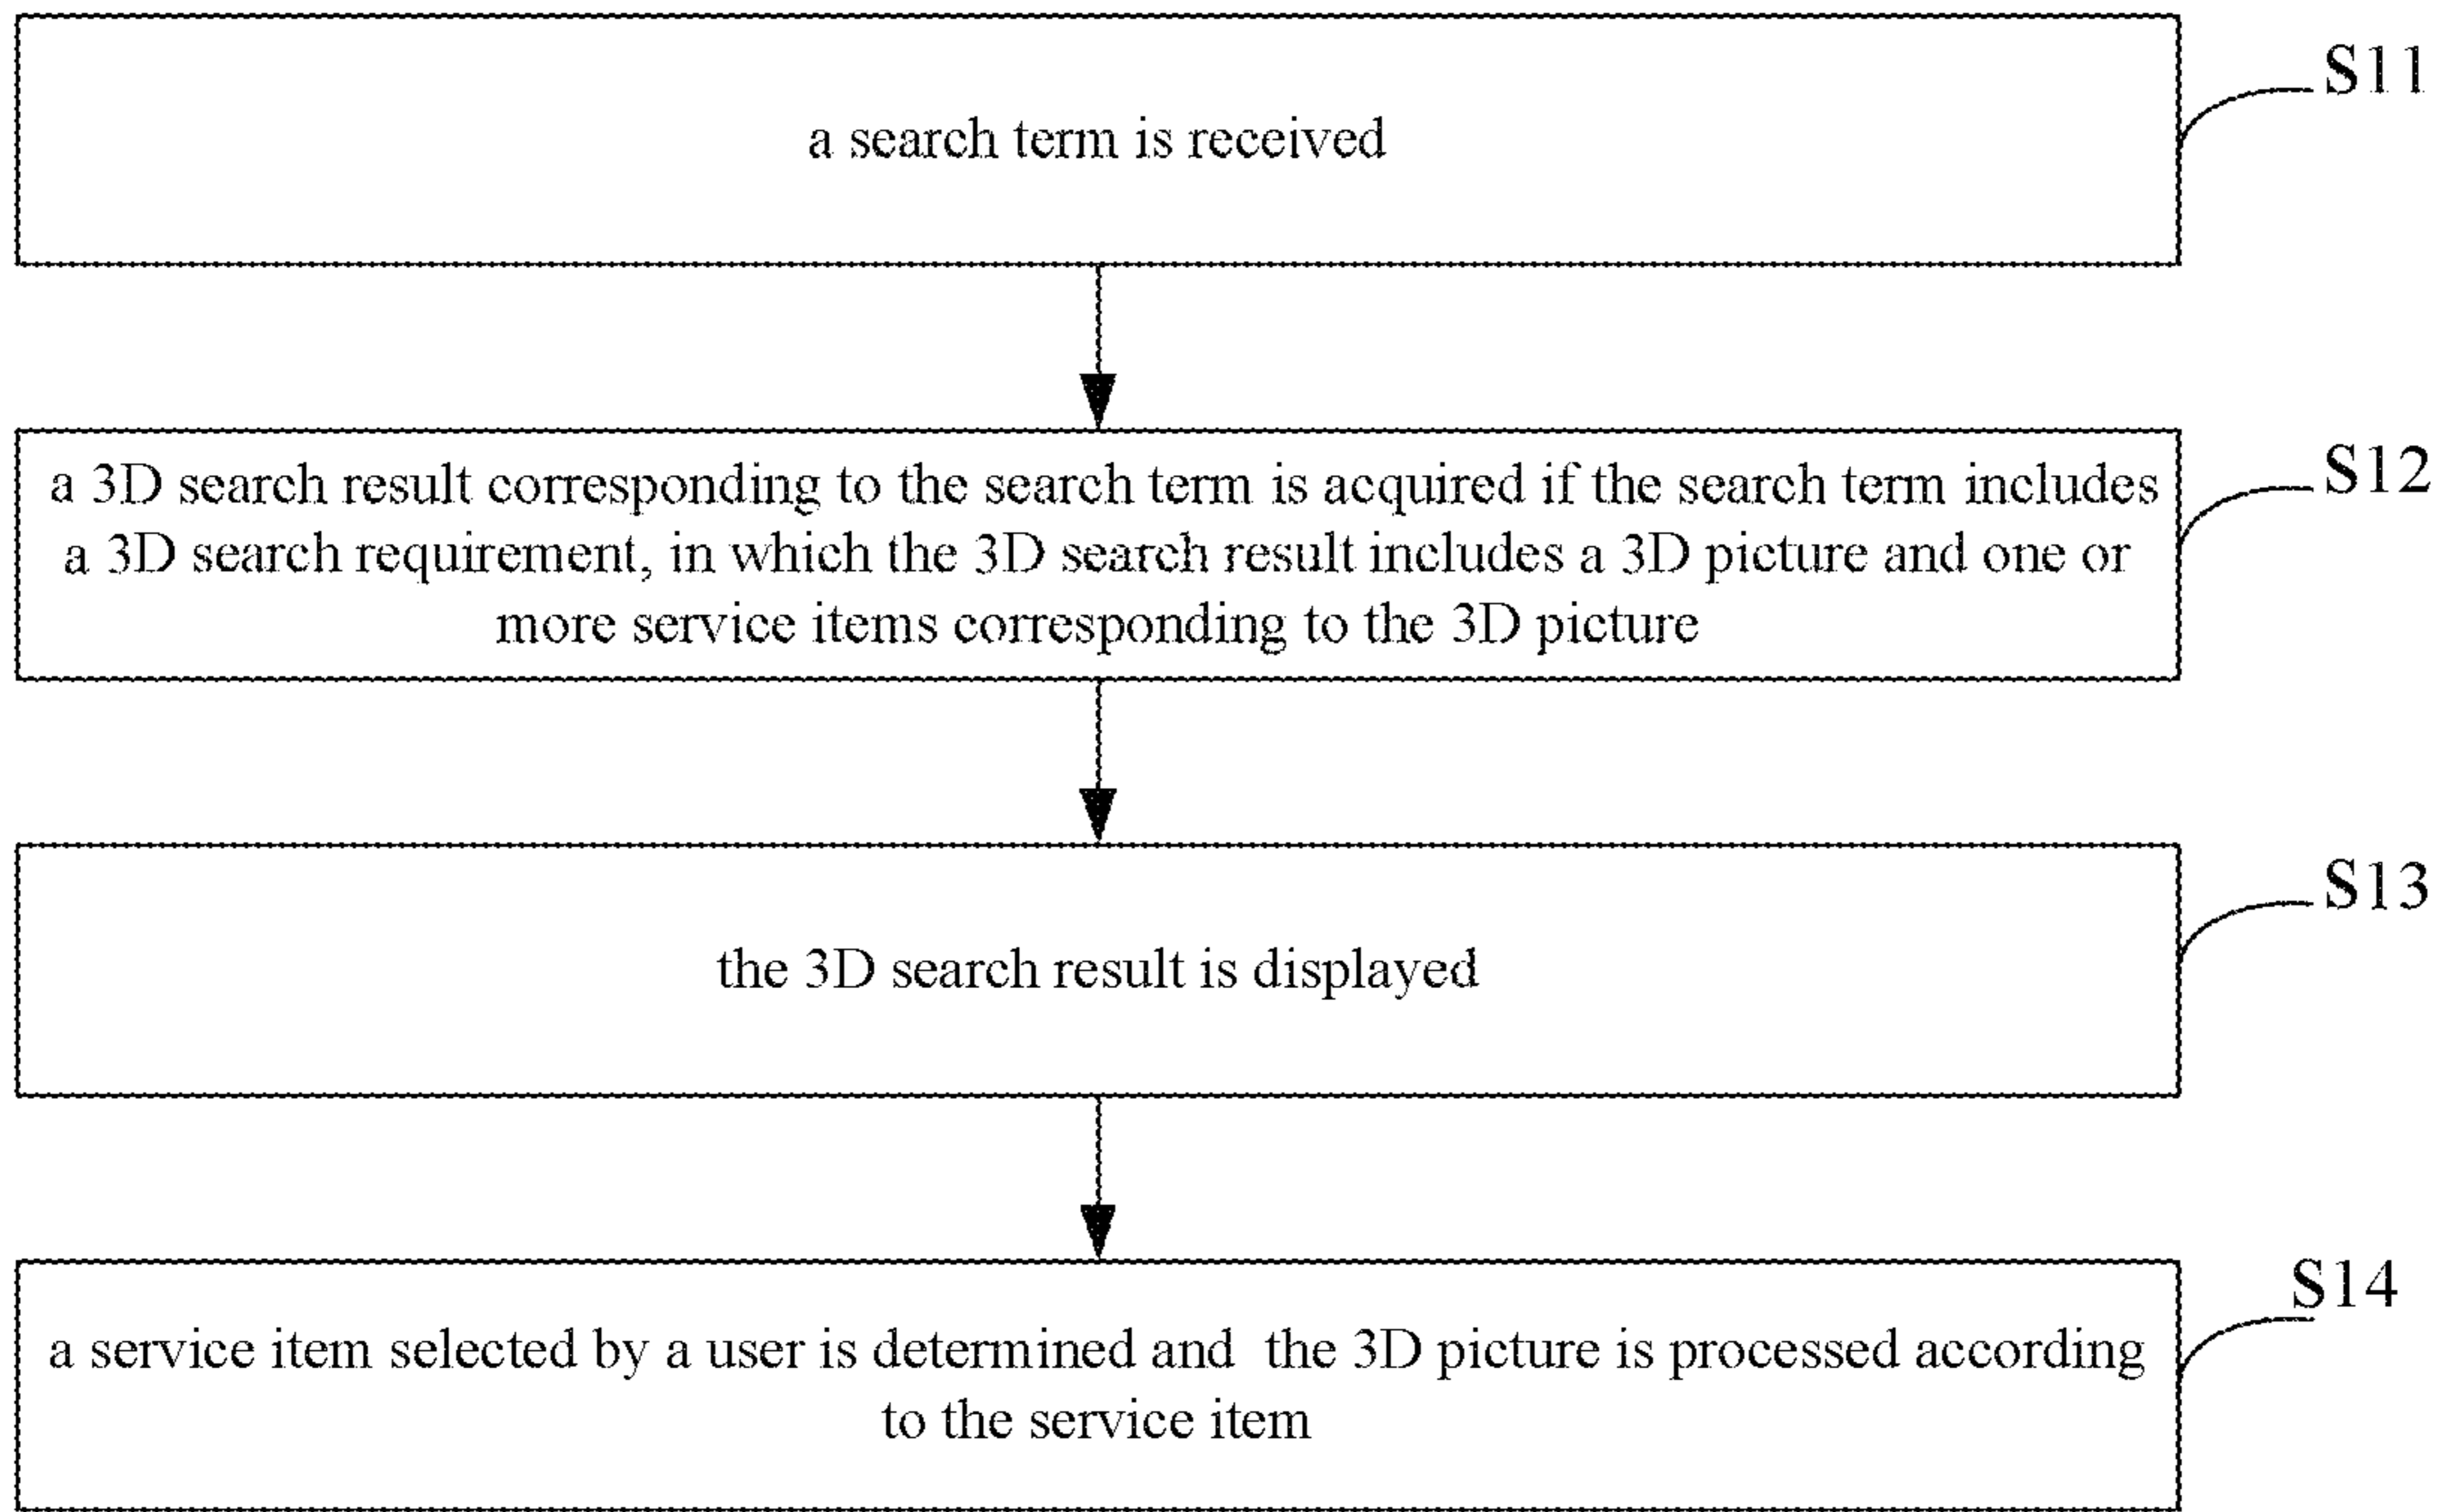 a search term is received
S11
a 3D search result corresponding to the search term is acquired if the search term includes
a 3D search requirement, in which the 3D search result includes a 3D picture and one or
more service items corresponding to the 3D picture
S12
the 3D search result is displayed
S13
a service item selected by a user is determined and the 3D picture is processed according
to the service item
S14